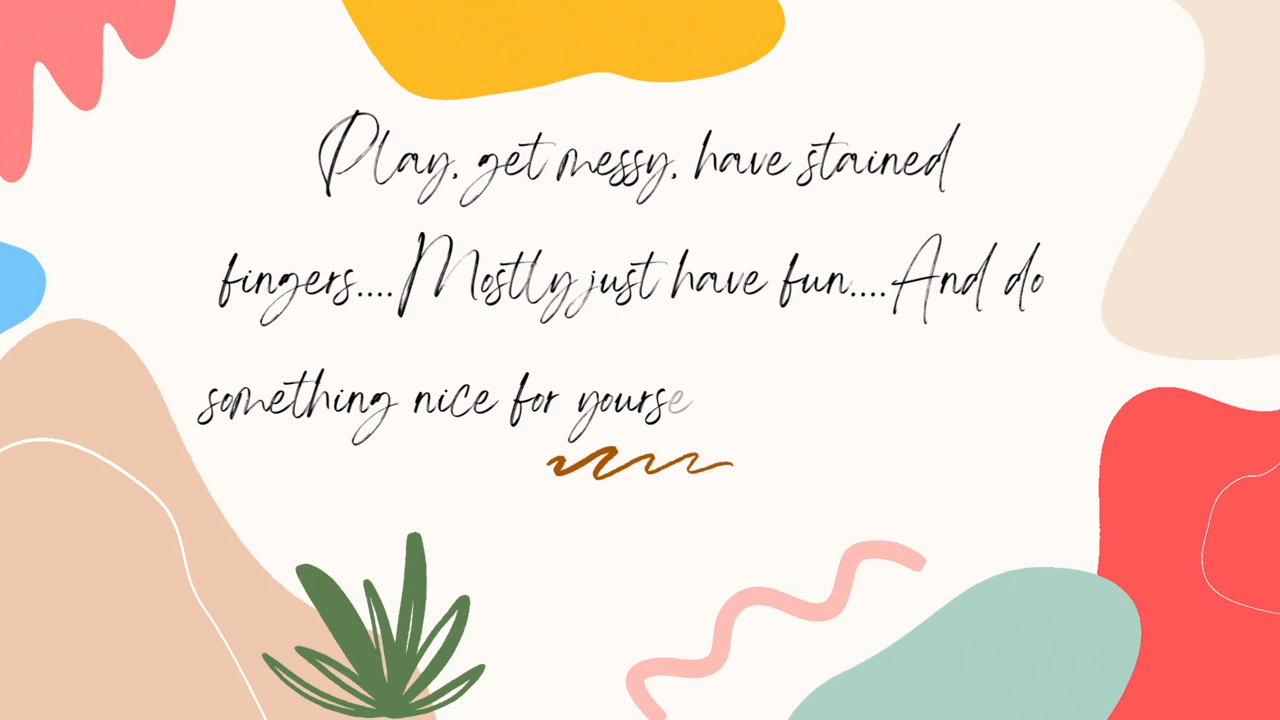 Play, get messy, have stained
fingers....Mostly just have fun....And do
something nice for yourse